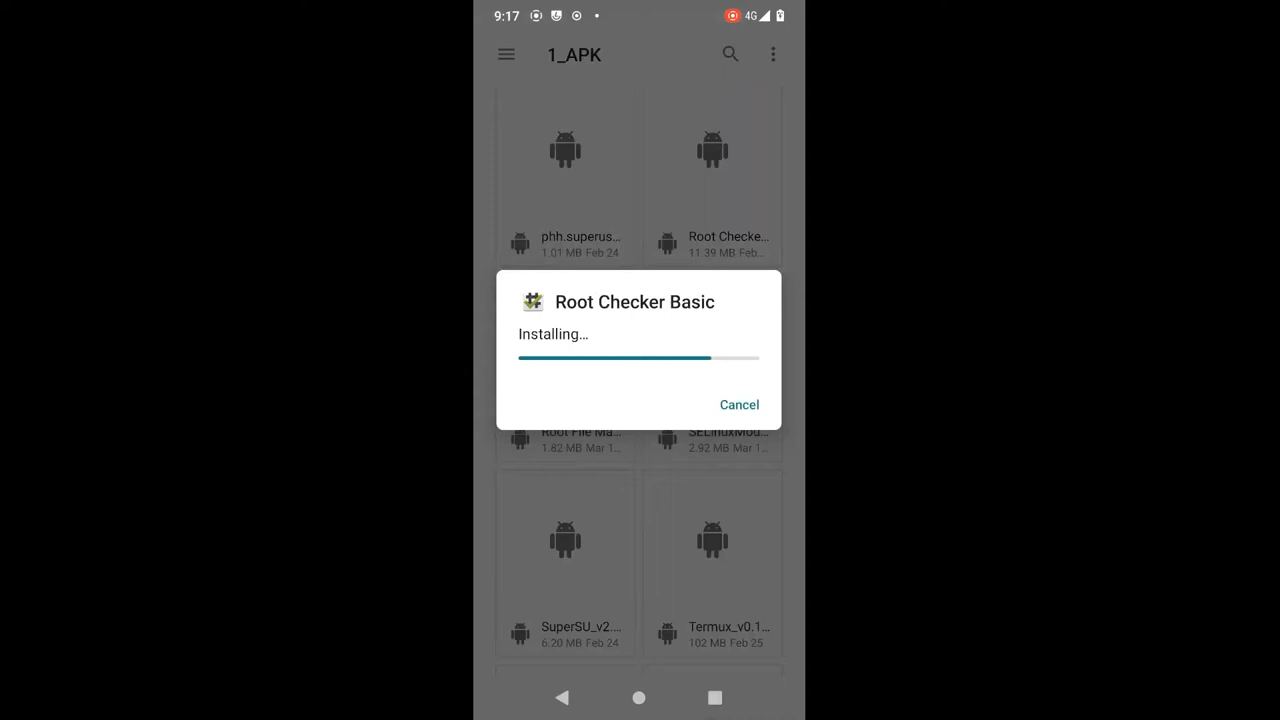 9:17
4G
1_APK
phh.superus...
1.01 MB Feb 24
Root Checke...
11.39 MB Feb...
Root Checker Basic
Installing...
Cancel
Root File Ma...
1.82 MB Mar 1...
SELinuxMod...
2.92 MB Mar 1...
SuperSU_v2....
6.20 MB Feb 24
Termux_v0.1...
102 MB Feb 25